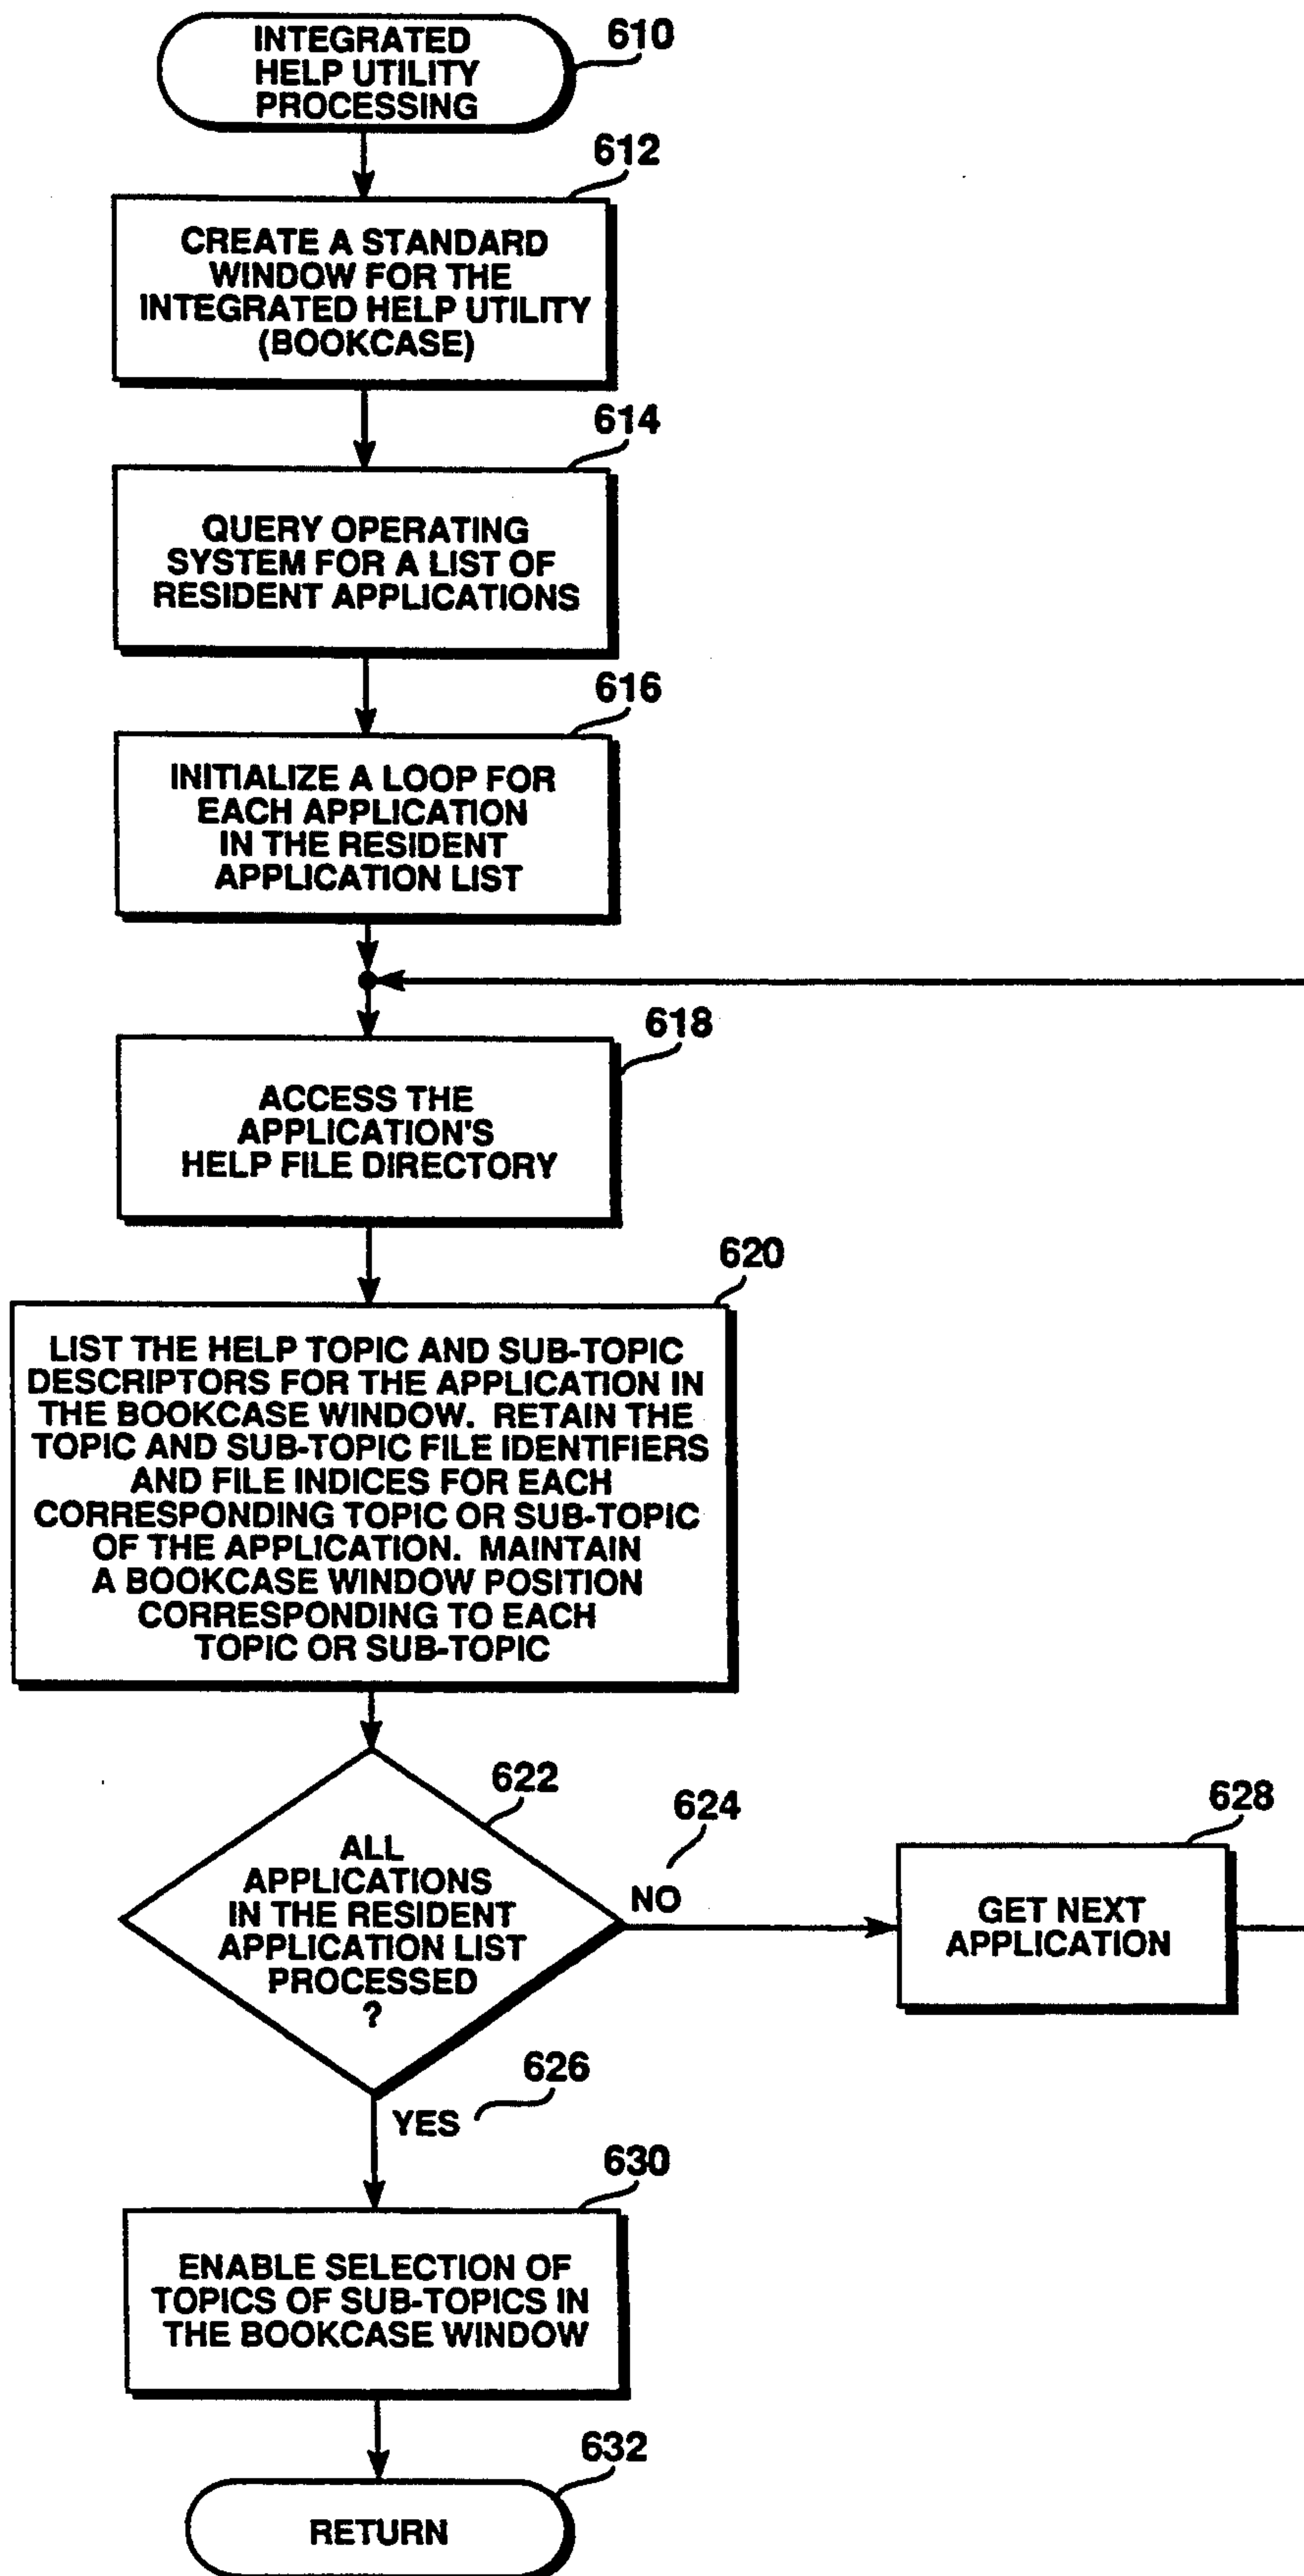 610
INTEGRATED
HELP UTILITY
PROCESSING
612
CREATE A STANDARD
WINDOW FOR THE
INTEGRATED HELP UTILITY
(BOOKCASE)
614
QUERY OPERATING
SYSTEM FOR A LIST OF
RESIDENT APPLICATIONS
616
INITIALIZE A LOOP FOR
EACH APPLICATION
IN THE RESIDENT
APPLICATION LIST
618
ACCESS THE
APPLICATION'S
HELP FILE DIRECTORY
620
LIST THE HELP TOPIC AND SUB-TOPIC
DESCRIPTORS FOR THE APPLICATION IN
THE BOOKCASE WINDOW. RETAIN THE
TOPIC AND SUB-TOPIC FILE IDENTIFIERS
AND FILE INDICES FOR EACH
CORRESPONDING TOPIC OR SUB-TOPIC
OF THE APPLICATION. MAINTAIN
A BOOKCASE WINDOW POSITION
CORRESPONDING TO EACH
TOPIC OR SUB-TOPIC
622
ALL
APPLICATIONS
IN THE RESIDENT
APPLICATION LIST
PROCESSED
?
624
NO
628
GET NEXT
APPLICATION
626
YES
630
ENABLE SELECTION OF
TOPICS OF SUB-TOPICS IN
THE BOOKCASE WINDOW
632
RETURN